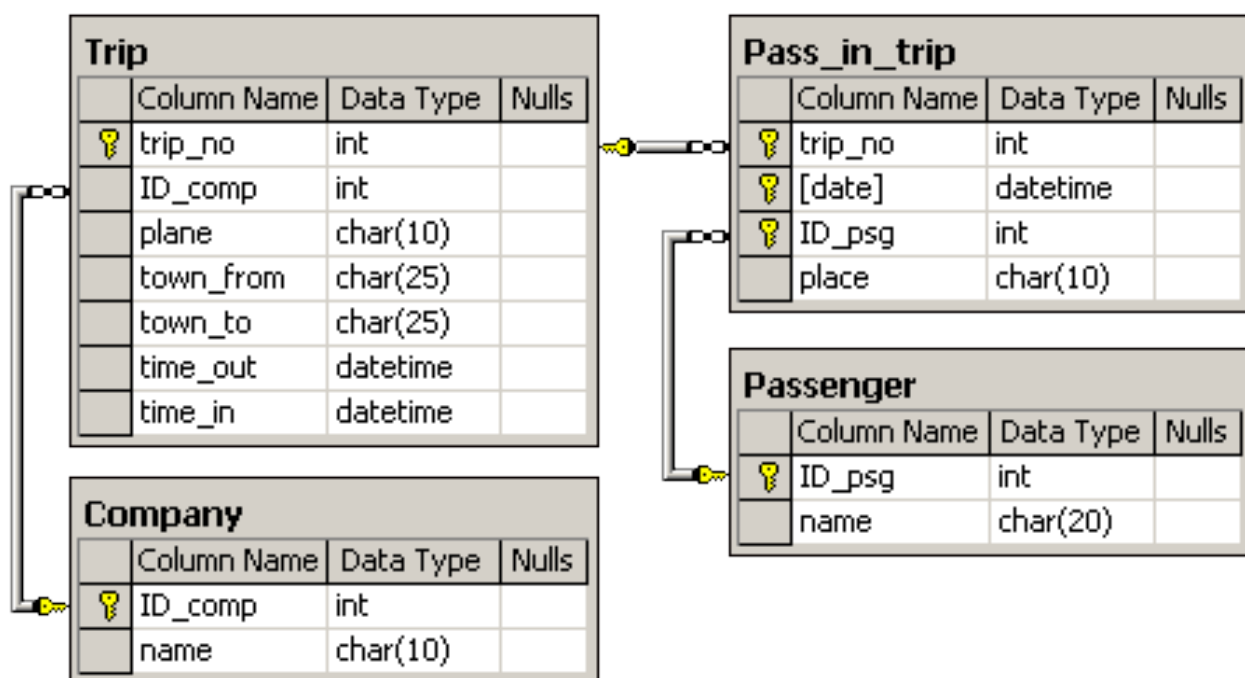 Trip
Column Name Data Type Nulls
trip_no int
ID_comp int
plane char(10)
town_from char(25)
town_to char(25)
time_out datetime
time_in datetime
Company
Column Name Data Type Nulls
ID_comp int
name char(10)
Pass_in_trip
Column Name Data Type Nulls
trip_no int
[date] datetime
ID_psg int
place char(10)
Passenger
Column Name Data Type Nulls
ID_psg int
name char(20)